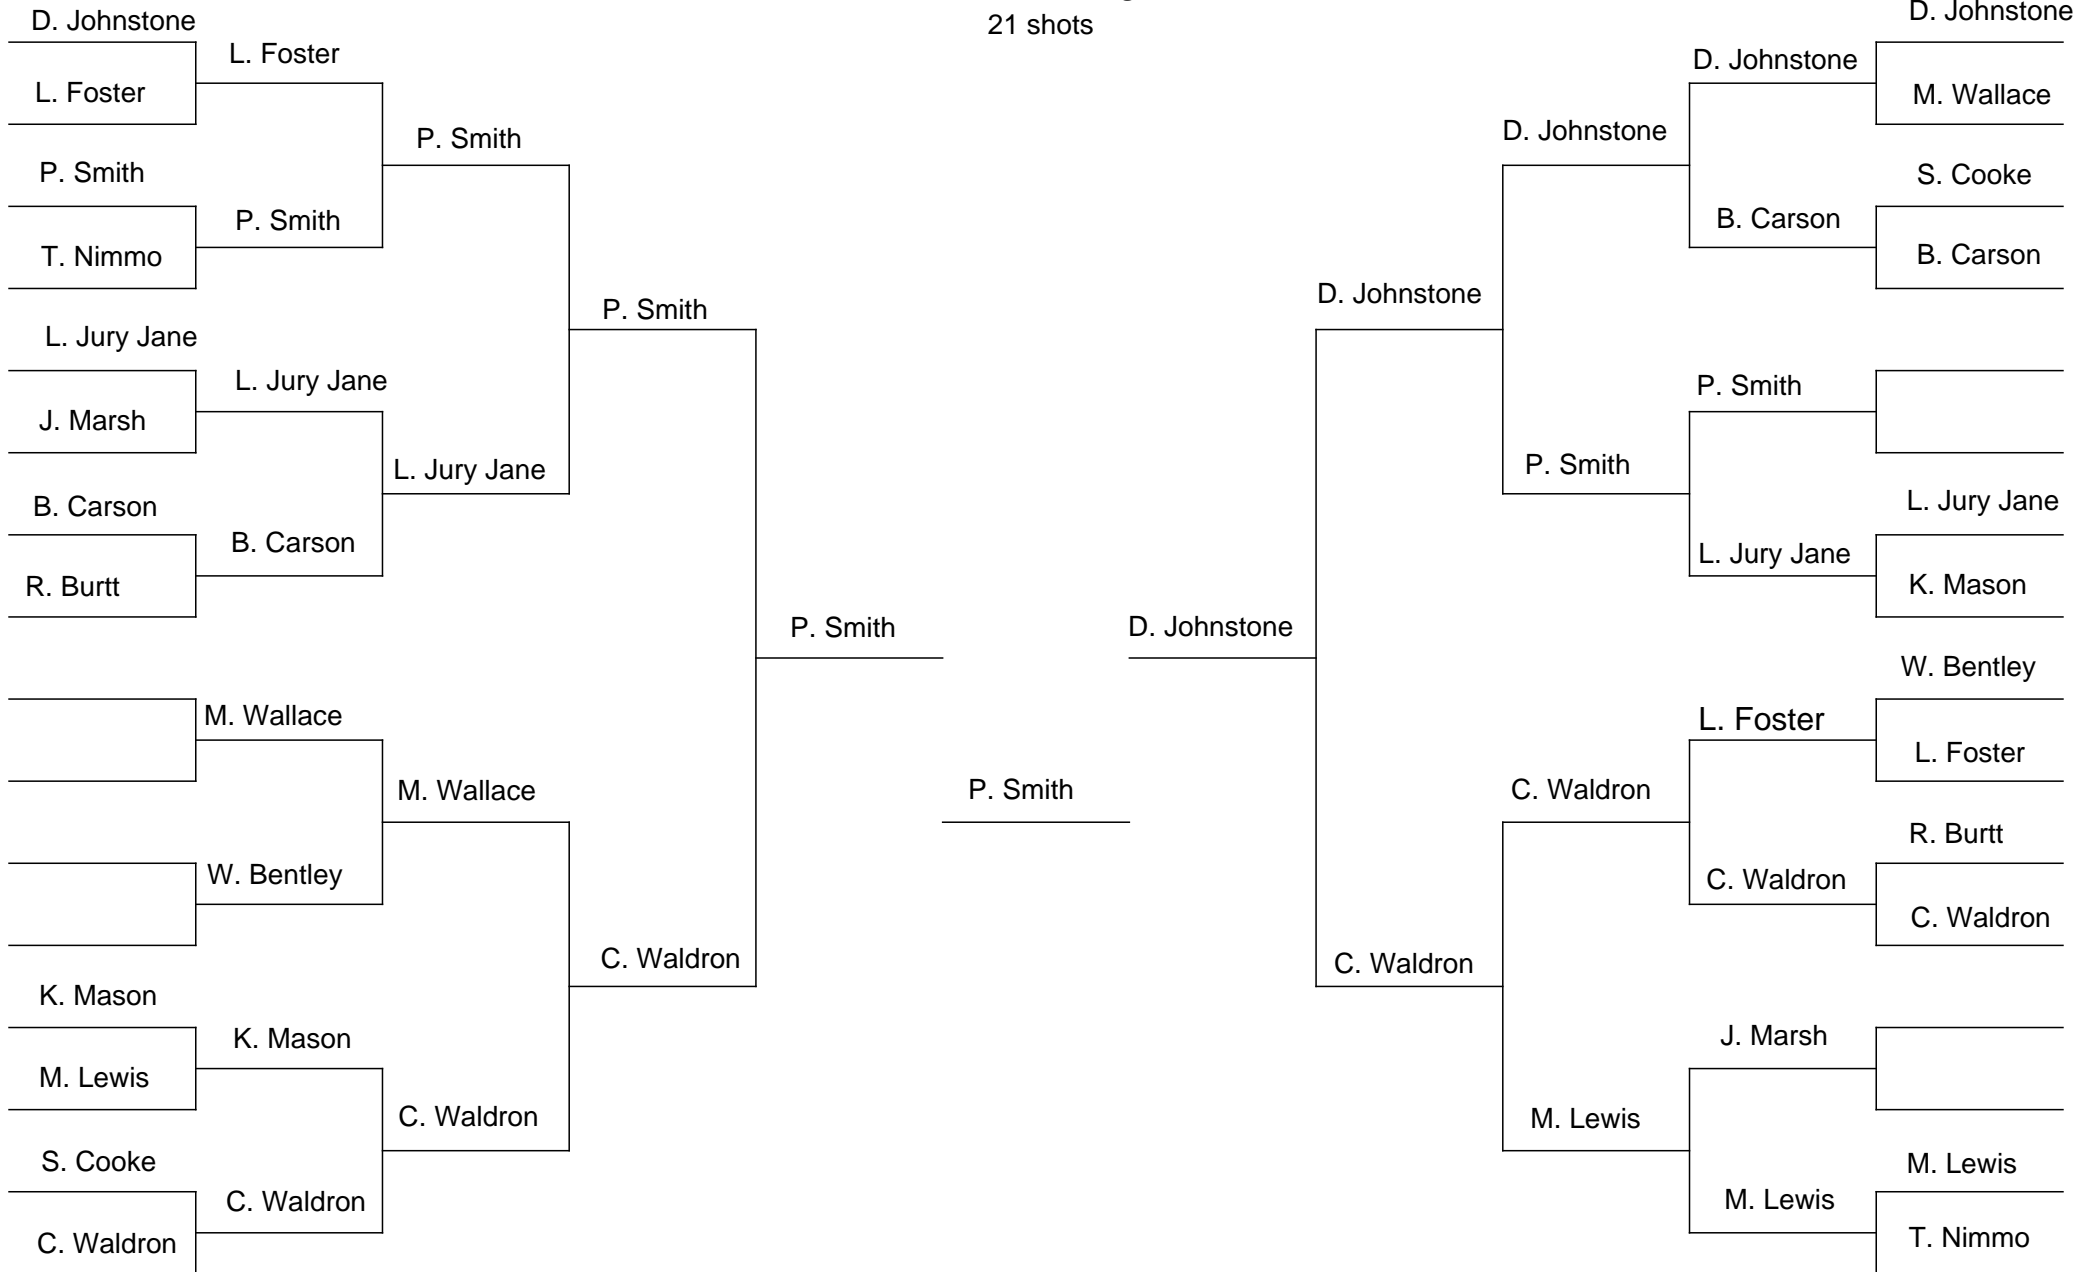 21 shots
D. Johnstone
L. Foster
L. Foster
P. Smith
P. Smith
P. Smith
T. Nimmo
P. Smith
L. Jury Jane
L. Jury Jane
J. Marsh
L. Jury Jane
B. Carson
B. Carson
R. Burtt
P. Smith
M. Wallace
M. Wallace
W. Bentley
C. Waldron
K. Mason
K. Mason
M. Lewis
C. Waldron
S. Cooke
C. Waldron
C. Waldron
P. Smith
D. Johnstone
D. Johnstone
D. Johnstone
M. Wallace
D. Johnstone
S. Cooke
B. Carson
B. Carson
D. Johnstone
P. Smith
P. Smith
L. Jury Jane
L. Jury Jane
K. Mason
W. Bentley
L. Foster
L. Foster
C. Waldron
R. Burtt
C. Waldron
C. Waldron
C. Waldron
J. Marsh
M. Lewis
M. Lewis
M. Lewis
T. Nimmo